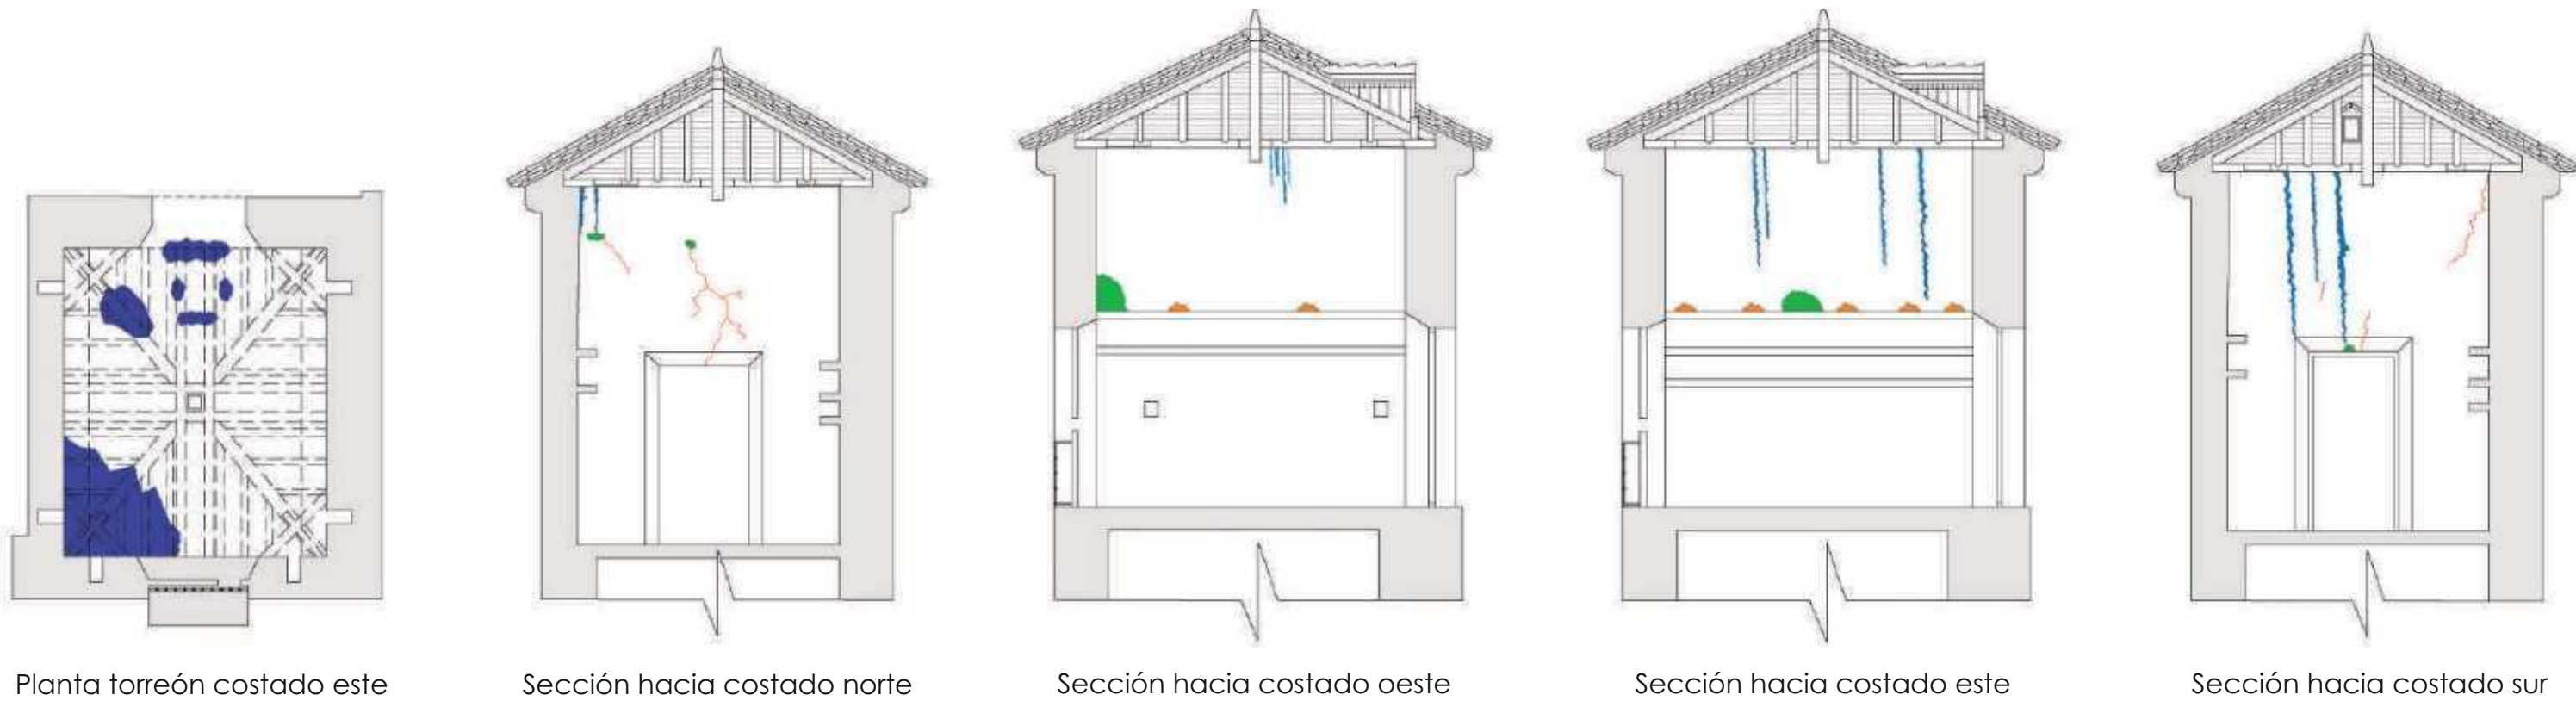 Planta torreón costado este
Sección hacia costado norte
Sección hacia costado oeste
Sección hacia costado este
Sección hacia costado sur